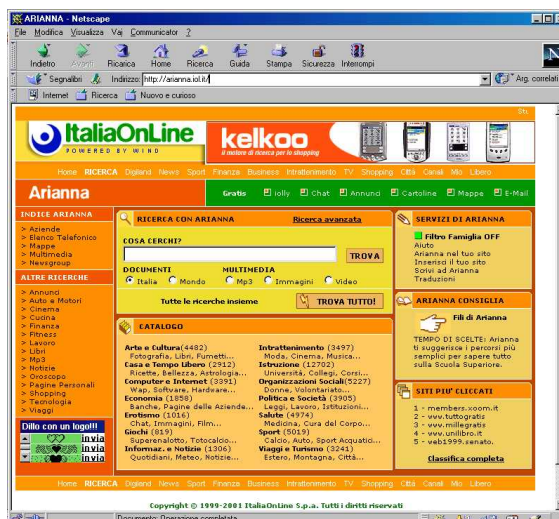 ARIANNA - Netscape
File Modifica Visualizza Vai Communicator ?
Indietro Avanti Ricarica Home Ricerca Guida Stampa Sicurezza Interrompi
Segnalibri Indirizzo: http://arianna.iol.it/ Arg. correlati
Internet Ricerca Nuovo e curioso
ItaliaOnLine
POWERED BY WIND
kelkoo
il motore di ricerca per lo shopping
Home RICERCA Digiland News Sport Finanza Business Intrattenimento TV Shopping Città Canali Mio Libero
Arianna
Gratis iolly Chat Annunci Cartoline Mappe E-Mail
INDICE ARIANNA
> Aziende
> Elenco Telefonico
> Mappe
> Multimedia
> Newsgroup
ALTRE RICERCHE
> Annunci
> Auto e Motori
> Cinema
> Cucina
> Finanza
> Fitness
> Lavoro
> Libri
> Mp3
> Notizie
> Oroscopo
> Pagine Personali
> Shopping
> Tecnologia
> Viaggi
Dillo con un logo!!!
invia
invia
invia
RICERCA CON ARIANNA Ricerca avanzata
COSA CERCHI?
TROVA
DOCUMENTI MULTIMEDIA
Italia Mondo Mp3 Immagini Video
Tutte le ricerche insieme TROVA TUTTO!
CATALOGO
Arte e Cultura(4482)
Fotografia, Libri, Fumetti...
Casa e Tempo Libero (2912)
Ricette, Bellezza, Astrologia...
Computer e Internet (3391)
Wap, Software, Hardware...
Economia (1858)
Banche, Pagine delle Aziende...
Erotismo (1016)
Chat, Immagini, Film...
Giochi (819)
Superenalotto, Totocalcio...
Informaz. e Notizie (1306)
Quotidiani, Meteo, Notizie...
Intrattenimento (3497)
Moda, Cinema, Musica...
Istruzione (12702)
Università, Collegi, Corsi...
Organizzazioni Sociali(5227)
Donne, Volontariato...
Politica e Società (3905)
Leggi, Lavoro, Istituzioni...
Salute (4974)
Medicina, Cura del Corpo...
Sport (5019)
Calcio, Auto, Sport Acquatici...
Viaggi e Turismo (3241)
Estero, Montagna, Città...
SERVIZI DI ARIANNA
Filtro Famiglia OFF
Aiuto
Arianna nel tuo sito
Inserisci il tuo sito
Scrivi ad Arianna
Traduzioni
ARIANNA CONSIGLIA
Fili di Arianna
TEMPO DI SCELTE: Arianna
ti suggerisce i percorsi più
semplici per sapere tutto
sulla Scuola Superiore.
SITI PIU' CLICCATI
1 - members.xoom.it
2 - www.tuttogratis
3 - www.millegratis
4 - www.unilibro.it
5 - web1999.senato.
Classifica completa
Home RICERCA Digiland News Sport Finanza Business Intrattenimento TV Shopping Città Canali Mio Libero
Copyright © 1999-2001 ItaliaOnLine S.p.a. Tutti i diritti riservati
Documento: Operazione completata